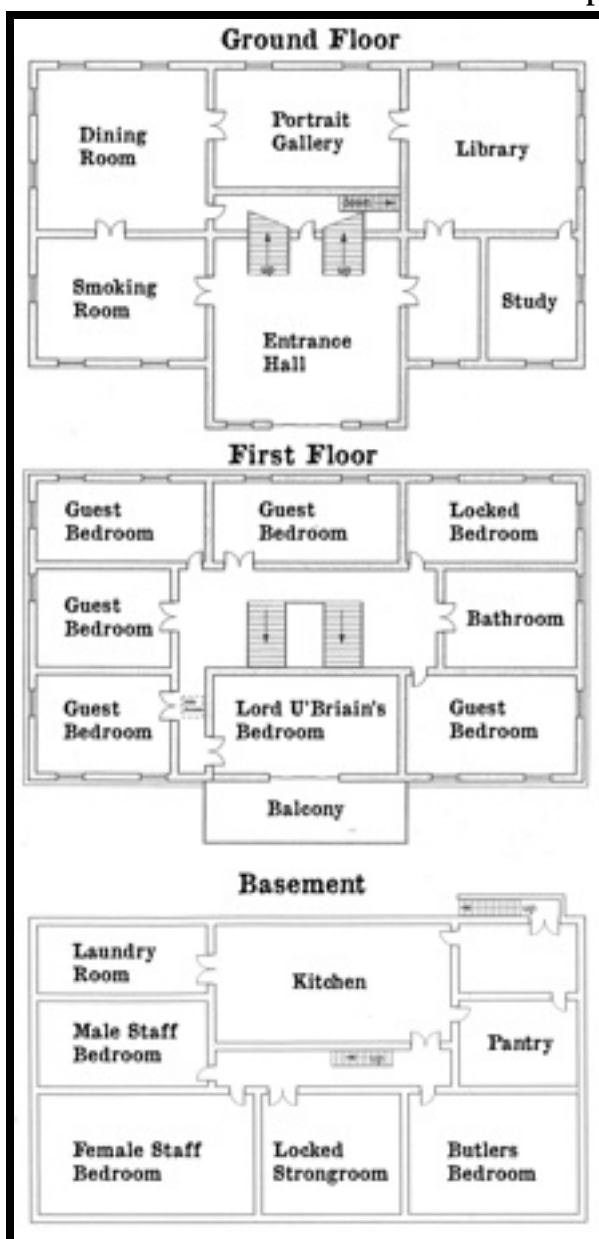 Ground Floor
Dining
Room
Portrait
Gallery
Library
Down
up
up
Smoking
Room
Entrance
Hall
Study
First Floor
Guest
Bedroom
Guest
Bedroom
Locked
Bedroom
Guest
Bedroom
Bathroom
Guest
Bedroom
Lord U'Briain's
Bedroom
Guest
Bedroom
Balcony
Basement
up
Laundry
Room
Kitchen
Male Staff
Bedroom
up
Pantry
Female Staff
Bedroom
Locked
Strongroom
Butlers
Bedroom